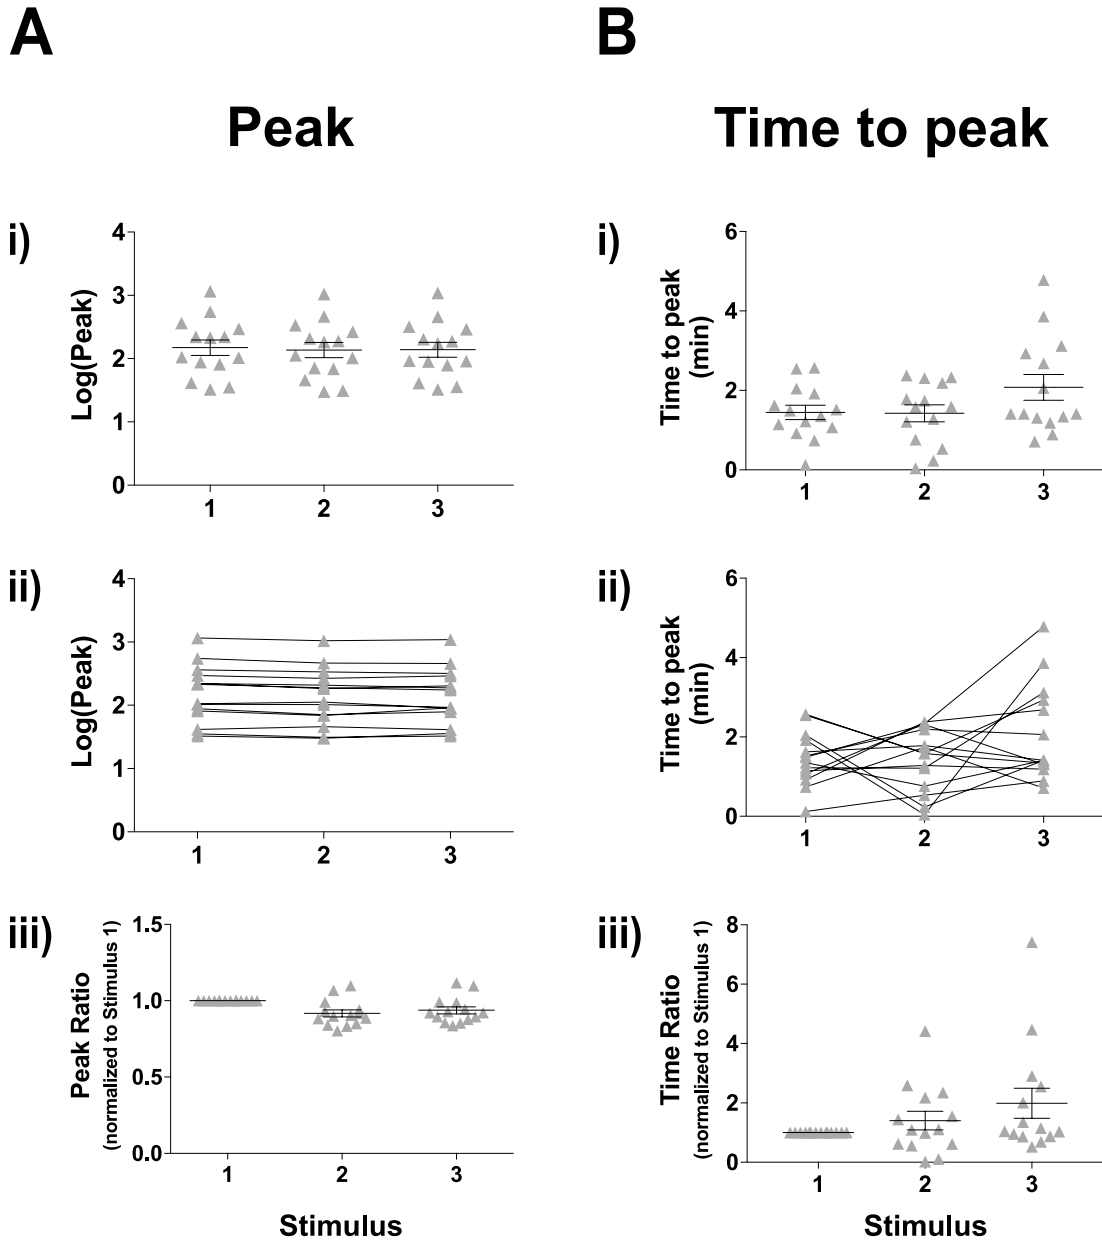 A
B
Peak
Time to peak
i)
Log(Peak)
4
3
2
1
0
1
2
3
i)
Time to peak
(min)
6
4
2
0
1
2
3
ii)
Log(Peak)
4
3
2
1
0
1
2
3
ii)
Time to peak
(min)
6
4
2
0
1
2
3
iii)
Peak Ratio
(normalized to Stimulus 1)
1.5
1.0
0.5
0.0
1
2
3
Stimulus
iii)
Time Ratio
(normalized to Stimulus 1)
8
6
4
2
0
1
2
3
Stimulus